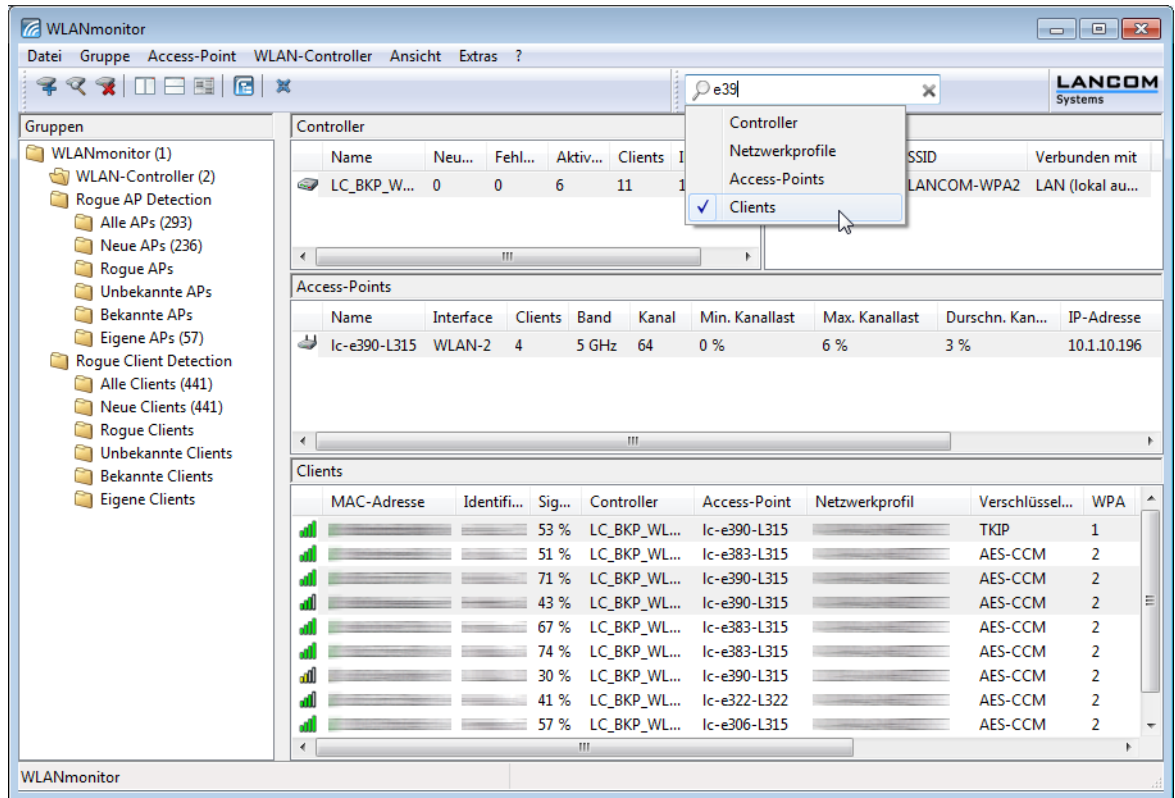 WLANmonitor
Datei Gruppe Access-Point WLAN-Controller Ansicht Extras ?
e39
LANCOM
Systems
Controller
Netzwerkprofile
Access-Points
Clients
Gruppen
WLANmonitor (1)
WLAN-Controller (2)
Rogue AP Detection
Alle APs (293)
Neue APs (236)
Rogue APs
Unbekannte APs
Bekannte APs
Eigene APs (57)
Rogue Client Detection
Alle Clients (441)
Neue Clients (441)
Rogue Clients
Unbekannte Clients
Bekannte Clients
Eigene Clients
Controller
Name Neu... Fehl... Aktiv... Clients
LC_BKP_W... 0 0 6 11
SSID Verbunden mit
LANCOM-WPA2 LAN (lokal au...
Access-Points
Name Interface Clients Band Kanal Min. Kanallast Max. Kanallast Durschn. Kan... IP-Adresse
lc-e390-L315 WLAN-2 4 5 GHz 64 0 % 6 % 3 % 10.1.10.196
Clients
MAC-Adresse Identifi... Sig... Controller Access-Point Netzwerkprofil Verschlüssel... WPA
53 % LC_BKP_WL... lc-e390-L315 TKIP 1
51 % LC_BKP_WL... lc-e383-L315 AES-CCM 2
71 % LC_BKP_WL... lc-e390-L315 AES-CCM 2
43 % LC_BKP_WL... lc-e390-L315 AES-CCM 2
67 % LC_BKP_WL... lc-e383-L315 AES-CCM 2
74 % LC_BKP_WL... lc-e383-L315 AES-CCM 2
30 % LC_BKP_WL... lc-e390-L315 AES-CCM 2
41 % LC_BKP_WL... lc-e322-L322 AES-CCM 2
57 % LC_BKP_WL... lc-e306-L315 AES-CCM 2
WLANmonitor